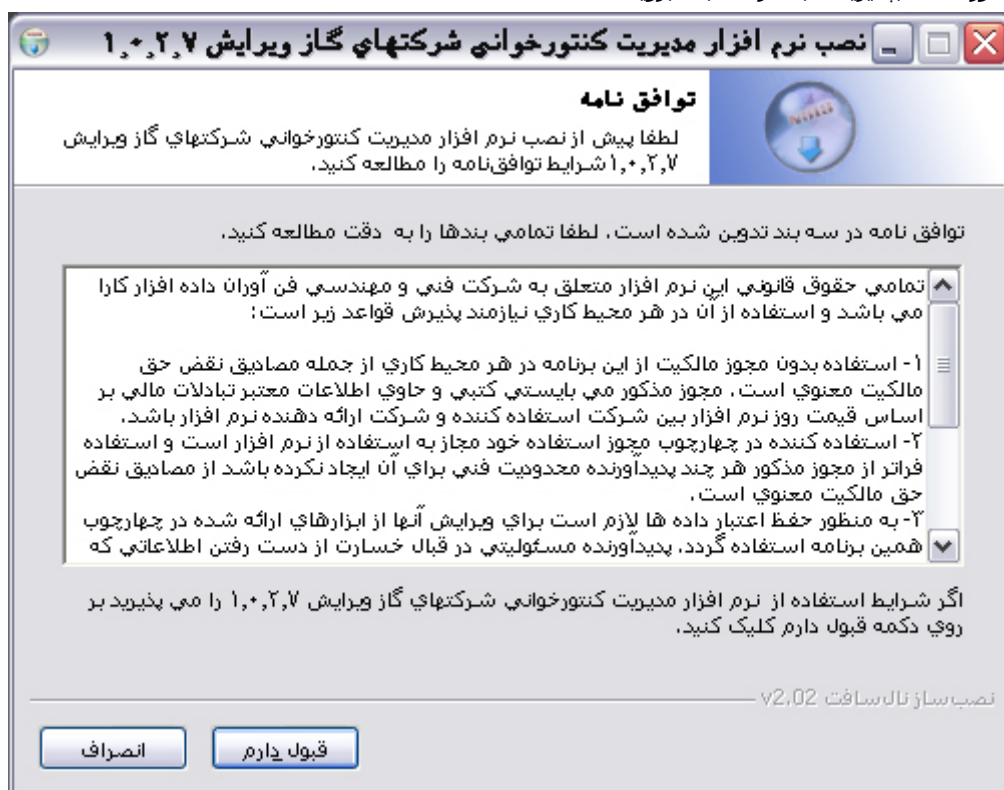 نصب نرم افزار مديريت كنتورخواني شركتهاي گاز ويرايش ۱,۰,۲,۷
توافق نامه
لطفا پيش از نصب نرم افزار مديريت كنتورخواني شركتهاي گاز ويرايش
۱,۰,۲,۷ شرايط توافق‌نامه را مطالعه كنيد.
توافق نامه در سه بند تدوين شده است. لطفا تمامي بندها را به دقت مطالعه كنيد.
تمامي حقوق قانوني اين نرم افزار متعلق به شركت فني و مهندسي فن آوران داده افزار كارا
مي باشد و استفاده از آن در هر محيط كاري نيازمند پذيرش قواعد زير است:
۱- استفاده بدون مجوز مالكيت از اين برنامه در هر محيط كاري از جمله مصاديق نقض حق
مالكيت معنوي است. مجوز مذكور مي بايستي كتبي و حاوي اطلاعات معتبر تبادلات مالي بر
اساس قيمت روز نرم افزار بين شركت استفاده كننده و شركت ارائه دهنده نرم افزار باشد.
۲- استفاده كننده در چهارچوب مجوز استفاده خود مجاز به استفاده از نرم افزار است و استفاده
فراتر از مجوز مذكور هر چند پديدآورنده محدوديت فني براي آن ايجاد نكرده باشد از مصاديق نقض
حق مالكيت معنوي است.
۳- به منظور حفظ اعتبار داده ها لازم است براي ويرايش آنها از ابزارهاي ارائه شده در چهارچوب
همين برنامه استفاده گردد. پديدآورنده مسئوليتي در قبال خسارت از دست رفتن اطلاعاتي كه
اگر شرايط استفاده از نرم افزار مديريت كنتورخواني شركتهاي گاز ويرايش ۱,۰,۲,۷ را مي پذيريد بر
روي دكمه قبول دارم كليک كنيد.
نصب‌ساز نال‌سافت v2.02
قبول دارم
انصراف